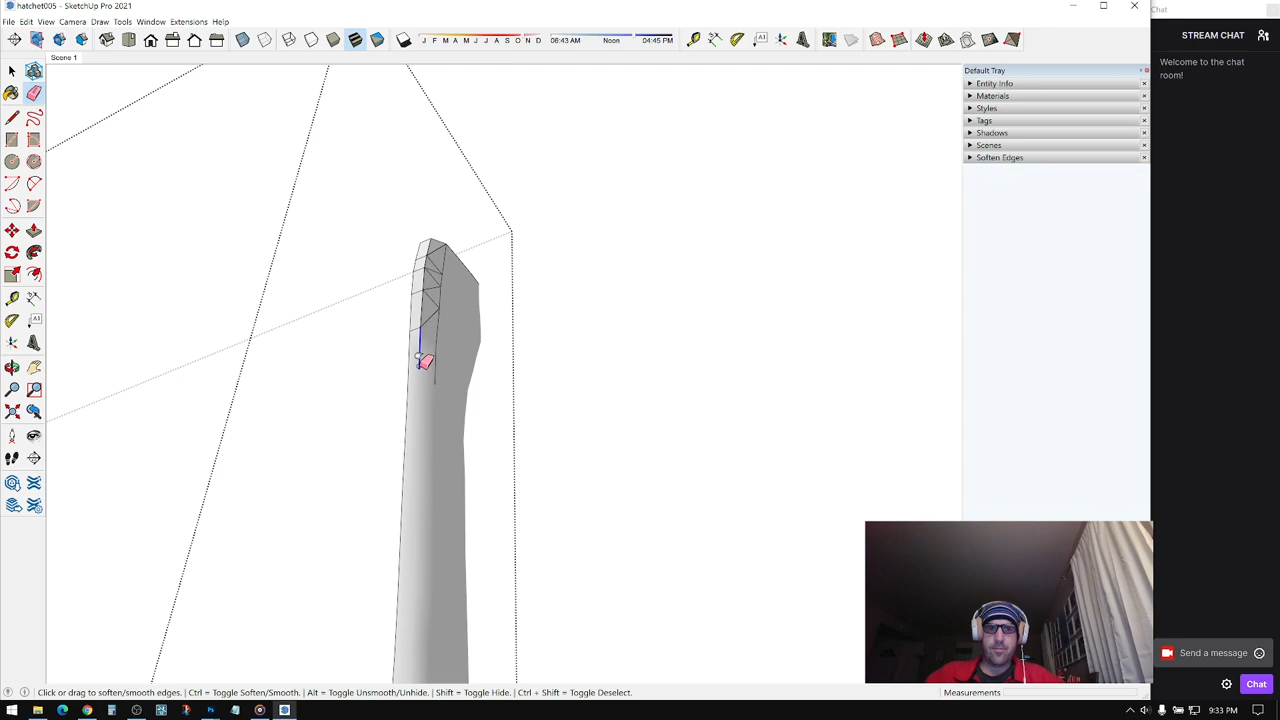 hatchet005 - SketchUp Pro 2021
Chat
File Edit View Camera Draw Tools Window Extensions Help
STREAM CHAT
J F M A M J J A S O N D 06:43 AM Noon 04:45 PM
Scene 1
Welcome to the chat
room!
Default Tray
Entity Info
Materials
Styles
Tags
Shadows
Scenes
Soften Edges
Send a message
Chat
Click or drag to soften/smooth edges. | Ctrl = Toggle Soften/Smooth. | Alt = Toggle Unsmooth/Unhide. | Shift = Toggle Hide. | Ctrl + Shift = Toggle Deselect.
Measurements
9:33 PM